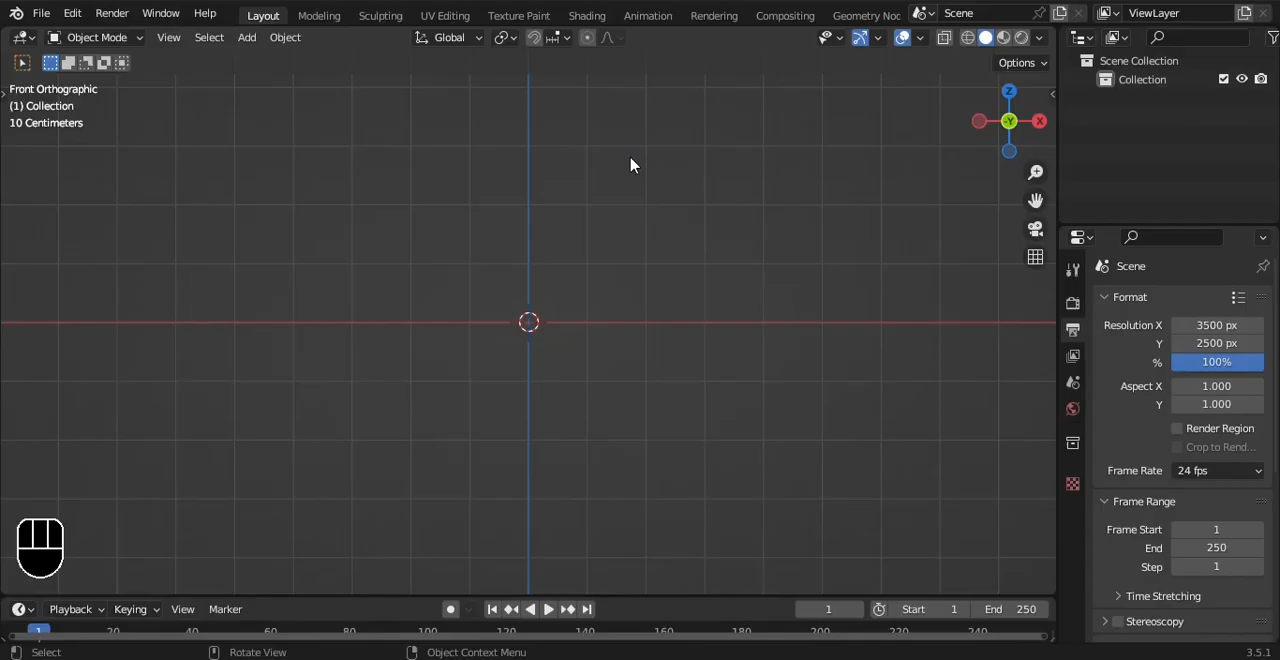 File Edit Render Window Help Layout Modeling Sculpting UV Editing Texture Paint Shading Animation Rendering Compositing Geometry Noc Scene ViewLayer
Object Mode View Select Add Object Global
Options
Front Orthographic
(1) Collection
10 Centimeters
Z
-Y
X
Scene Collection
Collection
Scene
Format
Resolution X 3500 px
Y 2500 px
% 100%
Aspect X 1.000
Y 1.000
Render Region
Crop to Rend...
Frame Rate 24 fps
Frame Range
Frame Start 1
End 250
Step 1
Time Stretching
Stereoscopy
Playback Keying View Marker 1 Start 1 End 250
1 20 40 60 80 100 120 140 160 180 200 220 240
Select Rotate View Object Context Menu 3.5.1